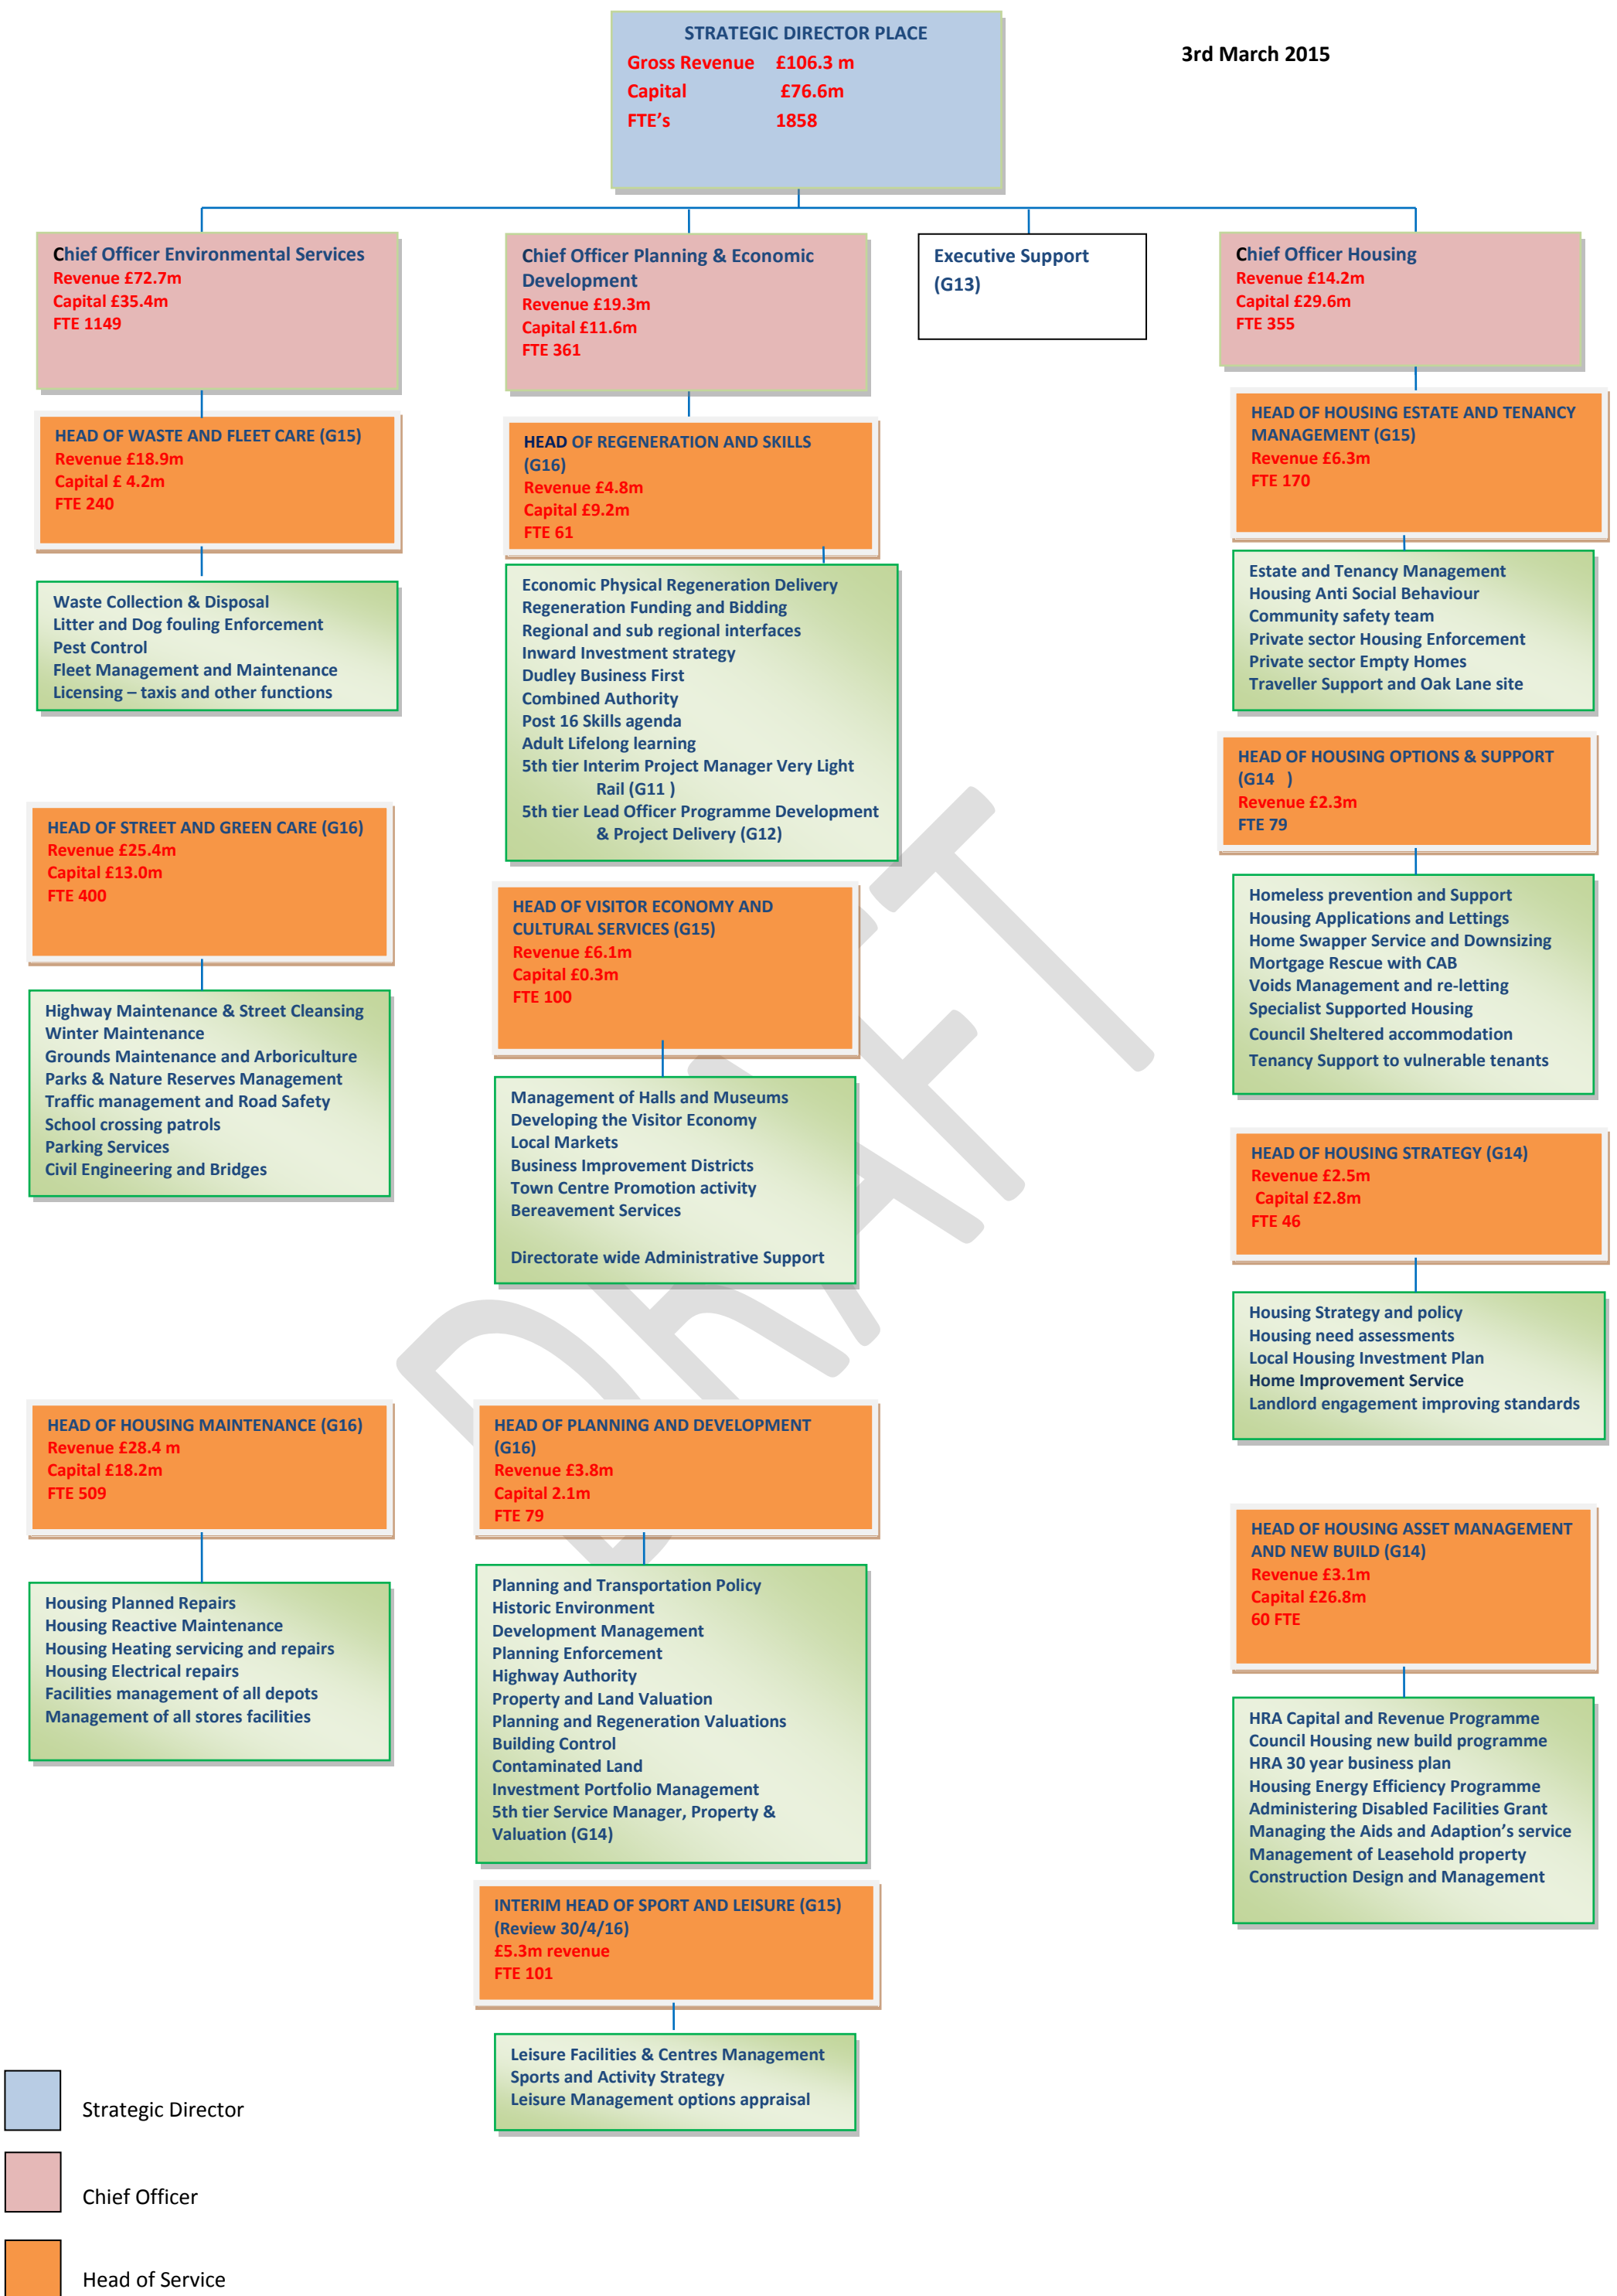 STRATEGIC DIRECTOR PLACE
Gross Revenue £106.3 m
Capital £76.6m
FTE’s 1858
3rd March 2015
Chief Officer Environmental Services
Revenue £72.7m
Capital £35.4m
FTE 1149
Chief Officer Planning & Economic
Development
Revenue £19.3m
Capital £11.6m
FTE 361
Executive Support
(G13)
Chief Officer Housing
Revenue £14.2m
Capital £29.6m
FTE 355
HEAD OF WASTE AND FLEET CARE (G15)
Revenue £18.9m
Capital £ 4.2m
FTE 240
Waste Collection & Disposal
Litter and Dog fouling Enforcement
Pest Control
Fleet Management and Maintenance
Licensing – taxis and other functions
HEAD OF STREET AND GREEN CARE (G16)
Revenue £25.4m
Capital £13.0m
FTE 400
Highway Maintenance & Street Cleansing
Winter Maintenance
Grounds Maintenance and Arboriculture
Parks & Nature Reserves Management
Traffic management and Road Safety
School crossing patrols
Parking Services
Civil Engineering and Bridges
HEAD OF HOUSING MAINTENANCE (G16)
Revenue £28.4 m
Capital £18.2m
FTE 509
Housing Planned Repairs
Housing Reactive Maintenance
Housing Heating servicing and repairs
Housing Electrical repairs
Facilities management of all depots
Management of all stores facilities
HEAD OF REGENERATION AND SKILLS
(G16)
Revenue £4.8m
Capital £9.2m
FTE 61
Economic Physical Regeneration Delivery
Regeneration Funding and Bidding
Regional and sub regional interfaces
Inward Investment strategy
Dudley Business First
Combined Authority
Post 16 Skills agenda
Adult Lifelong learning
5th tier Interim Project Manager Very Light
Rail (G11 )
5th tier Lead Officer Programme Development
& Project Delivery (G12)
HEAD OF VISITOR ECONOMY AND
CULTURAL SERVICES (G15)
Revenue £6.1m
Capital £0.3m
FTE 100
Management of Halls and Museums
Developing the Visitor Economy
Local Markets
Business Improvement Districts
Town Centre Promotion activity
Bereavement Services
Directorate wide Administrative Support
HEAD OF PLANNING AND DEVELOPMENT
(G16)
Revenue £3.8m
Capital 2.1m
FTE 79
Planning and Transportation Policy
Historic Environment
Development Management
Planning Enforcement
Highway Authority
Property and Land Valuation
Planning and Regeneration Valuations
Building Control
Contaminated Land
Investment Portfolio Management
5th tier Service Manager, Property &
Valuation (G14)
INTERIM HEAD OF SPORT AND LEISURE (G15)
(Review 30/4/16)
£5.3m revenue
FTE 101
Leisure Facilities & Centres Management
Sports and Activity Strategy
Leisure Management options appraisal
HEAD OF HOUSING ESTATE AND TENANCY
MANAGEMENT (G15)
Revenue £6.3m
FTE 170
Estate and Tenancy Management
Housing Anti Social Behaviour
Community safety team
Private sector Housing Enforcement
Private sector Empty Homes
Traveller Support and Oak Lane site
HEAD OF HOUSING OPTIONS & SUPPORT
(G14 )
Revenue £2.3m
FTE 79
Homeless prevention and Support
Housing Applications and Lettings
Home Swapper Service and Downsizing
Mortgage Rescue with CAB
Voids Management and re-letting
Specialist Supported Housing
Council Sheltered accommodation
Tenancy Support to vulnerable tenants
HEAD OF HOUSING STRATEGY (G14)
Revenue £2.5m
Capital £2.8m
FTE 46
Housing Strategy and policy
Housing need assessments
Local Housing Investment Plan
Home Improvement Service
Landlord engagement improving standards
HEAD OF HOUSING ASSET MANAGEMENT
AND NEW BUILD (G14)
Revenue £3.1m
Capital £26.8m
60 FTE
HRA Capital and Revenue Programme
Council Housing new build programme
HRA 30 year business plan
Housing Energy Efficiency Programme
Administering Disabled Facilities Grant
Managing the Aids and Adaption’s service
Management of Leasehold property
Construction Design and Management
DRAFT
Strategic Director
Chief Officer
Head of Service